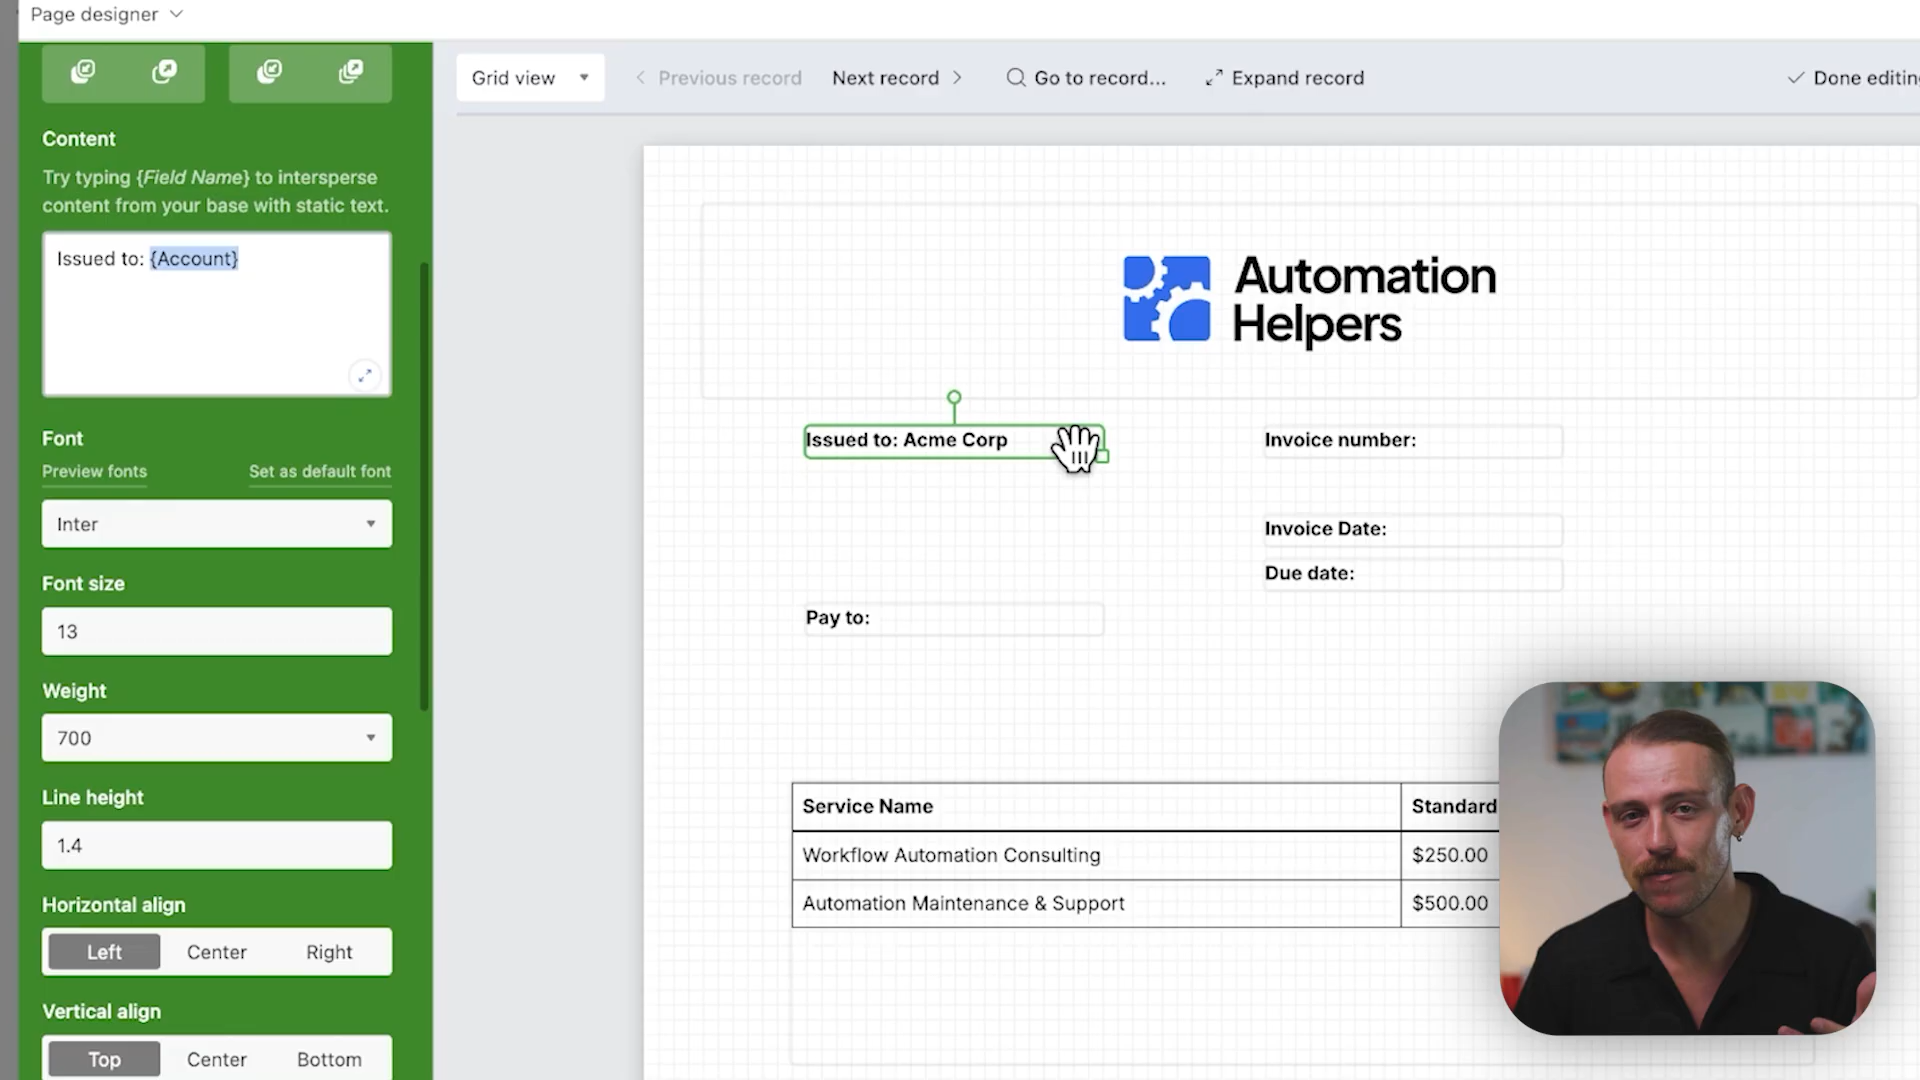 Page designer
Grid view
Previous record
Next record
Go to record...
Expand record
Done editing
Content
Try typing {Field Name} to intersperse
content from your base with static text.
Issued to: {Account}
Font
Preview fonts
Set as default font
Inter
Font size
13
Weight
700
Line height
1.4
Horizontal align
Left
Center
Right
Vertical align
Top
Center
Bottom
Automation
Helpers
Issued to: Acme Corp
Invoice number:
Invoice Date:
Due date:
Pay to:
Service Name
Standard
Workflow Automation Consulting
$250.00
Automation Maintenance & Support
$500.00